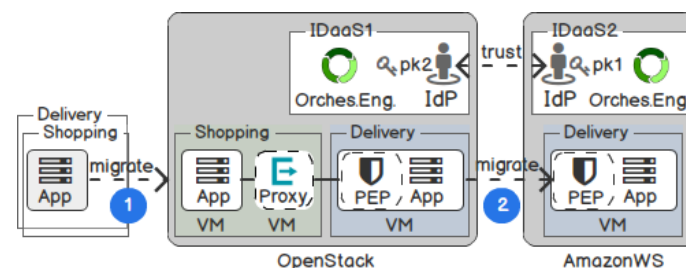 IDaaS1
IDaaS2
pk2
trust
pk1
Orches.Eng.
IdP
IdP
Orches.Eng
Delivery
Shopping
App
migrate
1
Shopping
App
Proxy
VM
VM
Delivery
PEP
App
VM
migrate
2
Delivery
PEP
App
VM
OpenStack
AmazonWS